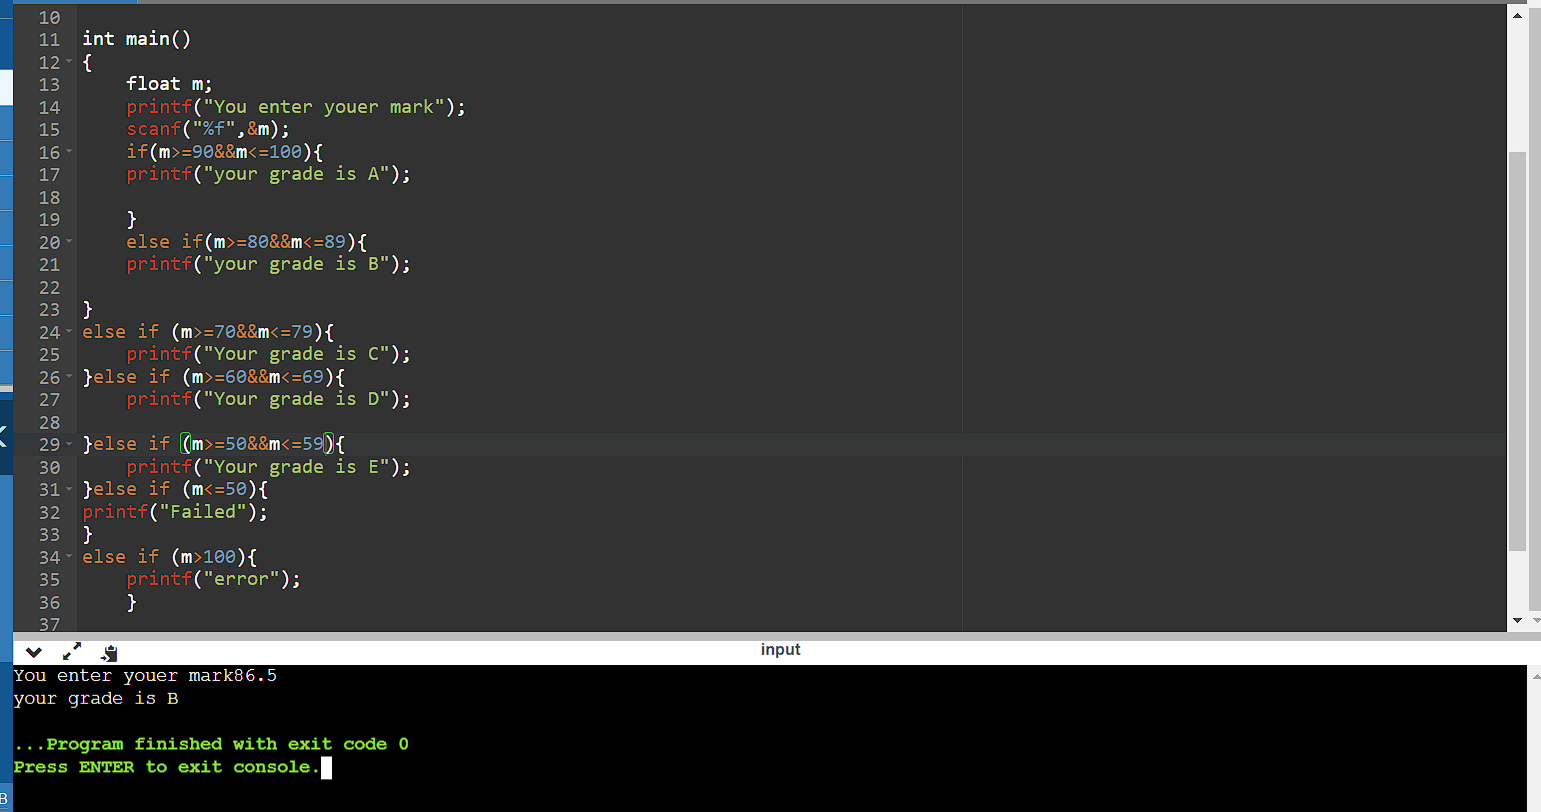 10
11 int main()
12 {
13     float m;
14     printf("You enter youer mark");
15     scanf("%f",&m);
16     if(m>=90&&m<=100){
17     printf("your grade is A");
18
19     }
20     else if(m>=80&&m<=89){
21     printf("your grade is B");
22
23 }
24 else if (m>=70&&m<=79){
25     printf("Your grade is C");
26 }else if (m>=60&&m<=69){
27     printf("Your grade is D");
28
29 }else if (m>=50&&m<=59){
30     printf("Your grade is E");
31 }else if (m<=50){
32 printf("Failed");
33 }
34 else if (m>100){
35     printf("error");
36     }
37
input
You enter youer mark86.5
your grade is B
...Program finished with exit code 0
Press ENTER to exit console.
B